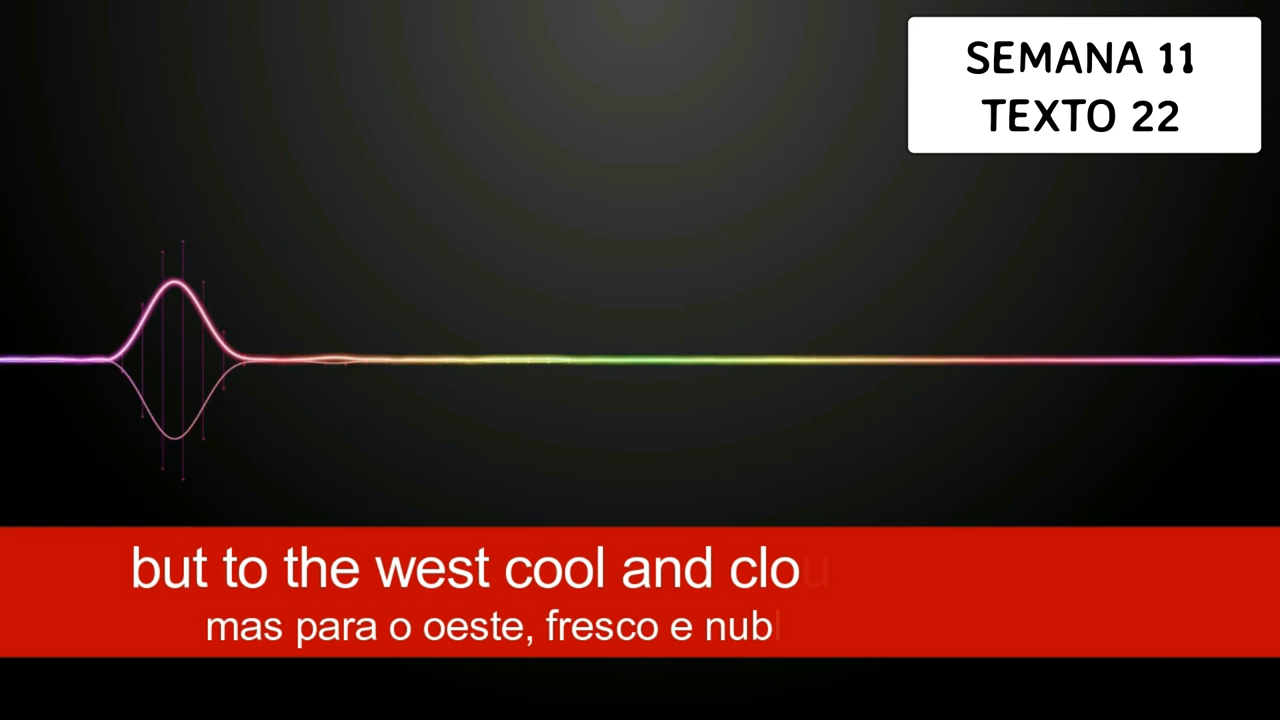 SEMANA 11
TEXTO 22
but to the west cool and clou
mas para o oeste, fresco e nubl